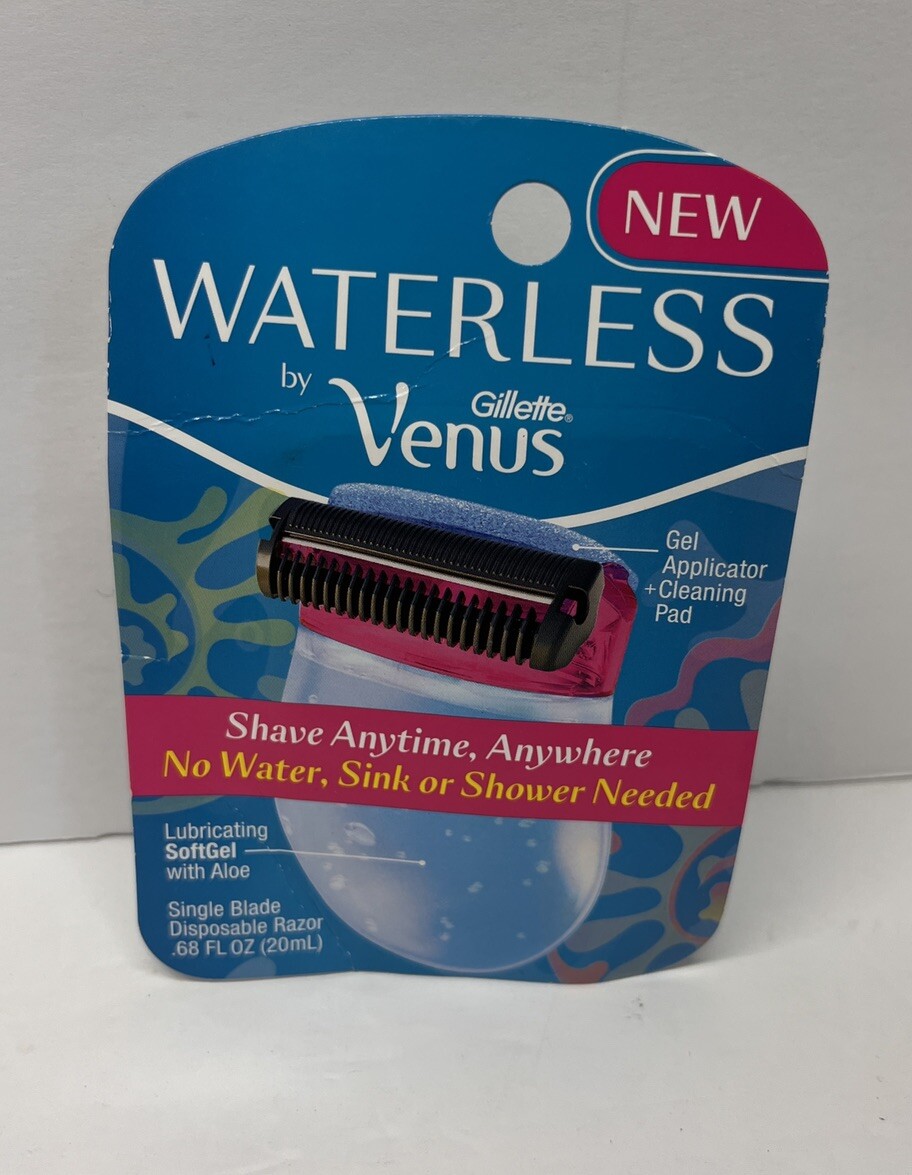 NEW
WATERLESS
by
Gillette®
Venus
Gel
Applicator
+Cleaning
Pad
Shave Anytime, Anywhere
No Water, Sink or Shower Needed
Lubricating
SoftGel
with Aloe
Single Blade
Disposable Razor
.68 FL OZ (20mL)